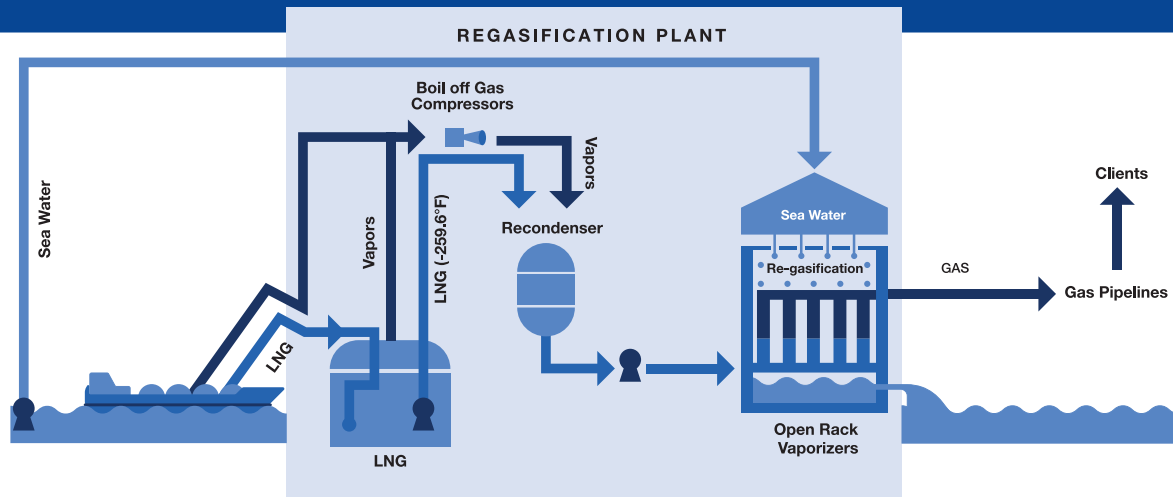 REGASIFICATION PLANT
Boil off Gas
Compressors
Vapors
Clients
Sea Water
Sea Water
Vapors
LNG (-259.6°F)
Recondenser
Re-gasification
GAS
Gas Pipelines
LNG
LNG
Open Rack
Vaporizers